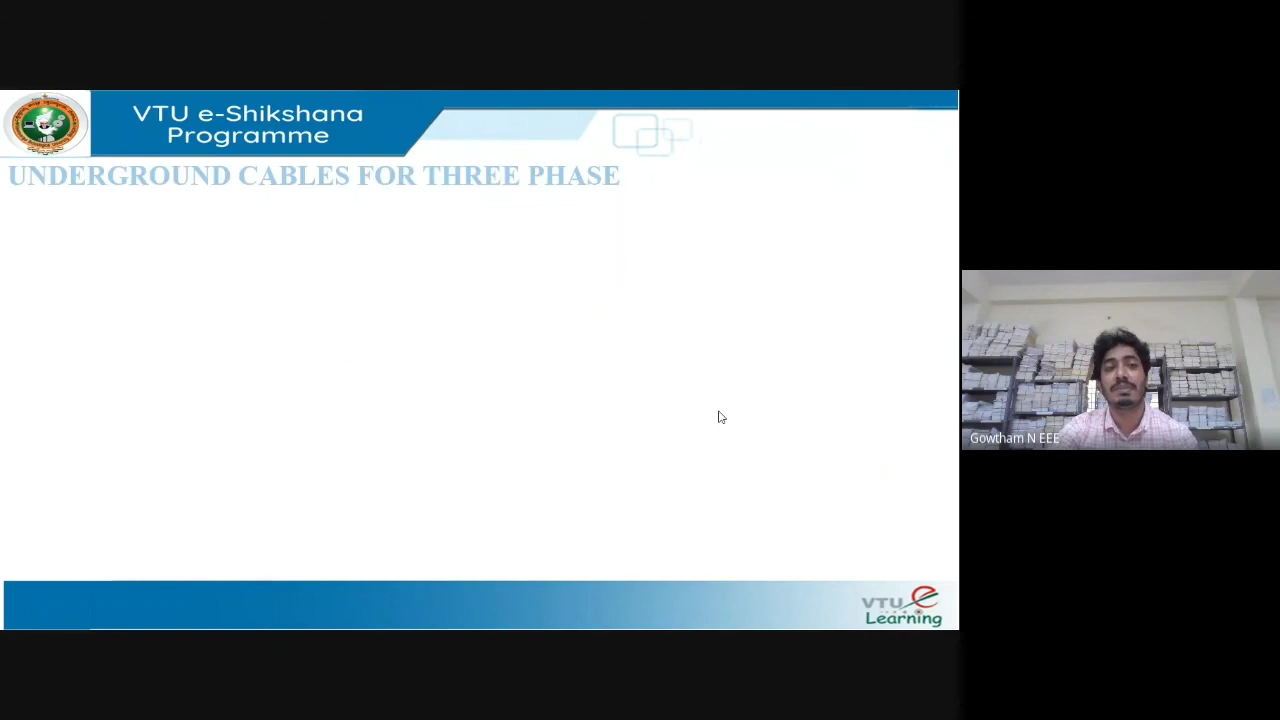 VTU e-Shikshana
Programme
UNDERGROUND CABLES FOR THREE PHASE
Gowtham N EEE
VTU e
Learning